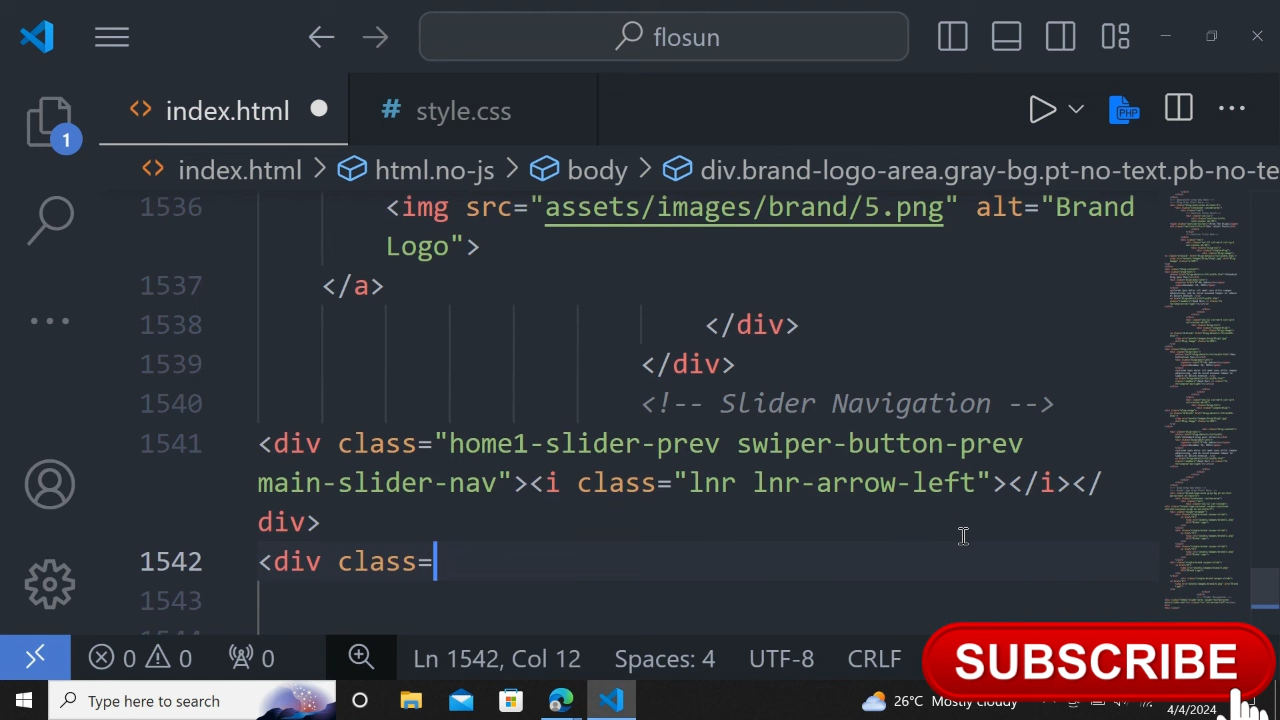 flosun
index.html
# style.css
1
PHP
index.html > html.no-js > body > div.brand-logo-area.gray-bg.pt-no-text.pb-no-te
1536 <img src="assets/images/brand/5.png" alt="Brand
Logo">
1537 </a>
1538 </div>
1539 </div>
1540 <!-- Slider Navigation -->
1541 <div class="home1-slider-prev swiper-button-prev
main-slider-nav"><i class="lnr lnr-arrow-left"></i></
div>
1542 <div class=
1543
0 0 0 Ln 1542, Col 12 Spaces: 4 UTF-8 CRLF
SUBSCRIBE
Type here to search
26°C Mostly cloudy
4/4/2024